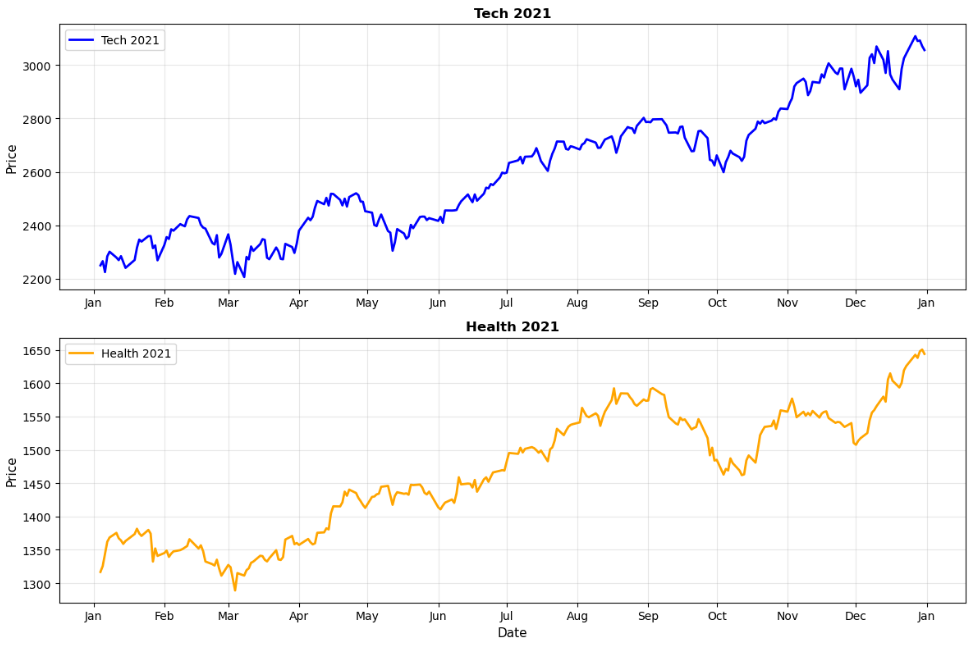 Tech 2021
Tech 2021
Price
3000
2800
2600
2400
2200
Jan Feb Mar Apr May Jun Jul Aug Sep Oct Nov Dec Jan
Health 2021
Health 2021
Price
1650
1600
1550
1500
1450
1400
1350
1300
Jan Feb Mar Apr May Jun Jul Aug Sep Oct Nov Dec Jan
Date